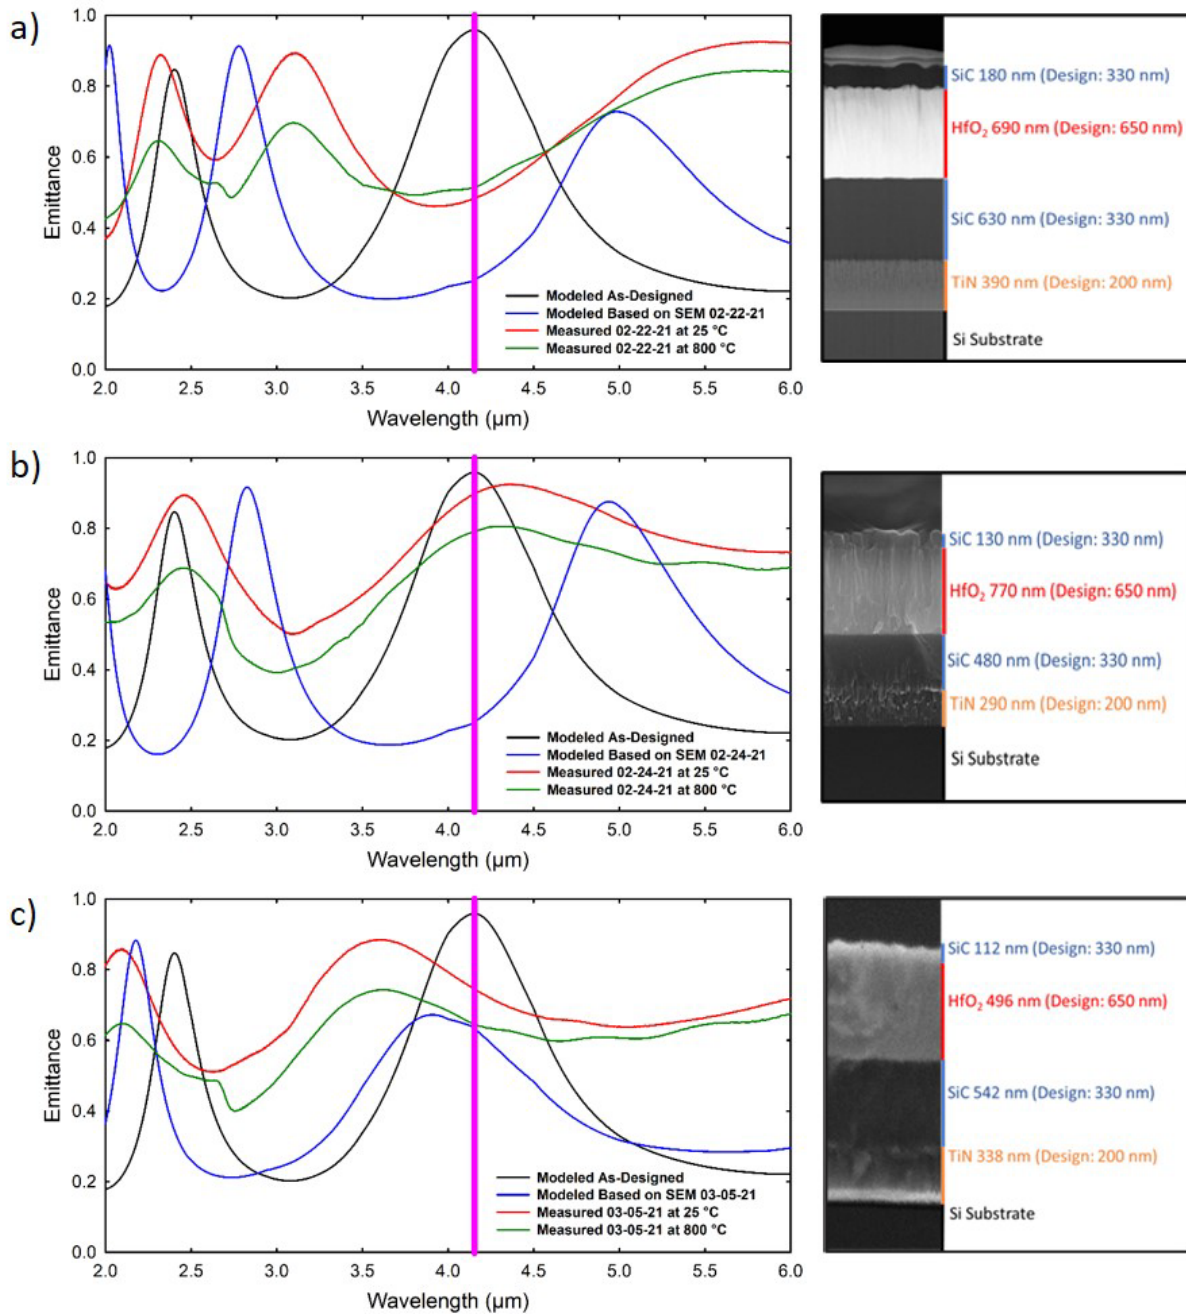 a)
1.0
0.8
0.6
0.4
0.2
0.0
Emittance
2.0 2.5 3.0 3.5 4.0 4.5 5.0 5.5 6.0
Wavelength (µm)
Modeled As-Designed
Modeled Based on SEM 02-22-21
Measured 02-22-21 at 25 °C
Measured 02-22-21 at 800 °C
SiC 180 nm (Design: 330 nm)
HfO₂ 690 nm (Design: 650 nm)
SiC 630 nm (Design: 330 nm)
TiN 390 nm (Design: 200 nm)
Si Substrate
b)
1.0
0.8
0.6
0.4
0.2
0.0
Emittance
2.0 2.5 3.0 3.5 4.0 4.5 5.0 5.5 6.0
Wavelength (µm)
Modeled As-Designed
Modeled Based on SEM 02-24-21
Measured 02-24-21 at 25 °C
Measured 02-24-21 at 800 °C
SiC 130 nm (Design: 330 nm)
HfO₂ 770 nm (Design: 650 nm)
SiC 480 nm (Design: 330 nm)
TiN 290 nm (Design: 200 nm)
Si Substrate
c)
1.0
0.8
0.6
0.4
0.2
0.0
Emittance
2.0 2.5 3.0 3.5 4.0 4.5 5.0 5.5 6.0
Wavelength (µm)
Modeled As-Designed
Modeled Based on SEM 03-05-21
Measured 03-05-21 at 25 °C
Measured 03-05-21 at 800 °C
SiC 112 nm (Design: 330 nm)
HfO₂ 496 nm (Design: 650 nm)
SiC 542 nm (Design: 330 nm)
TiN 338 nm (Design: 200 nm)
Si Substrate